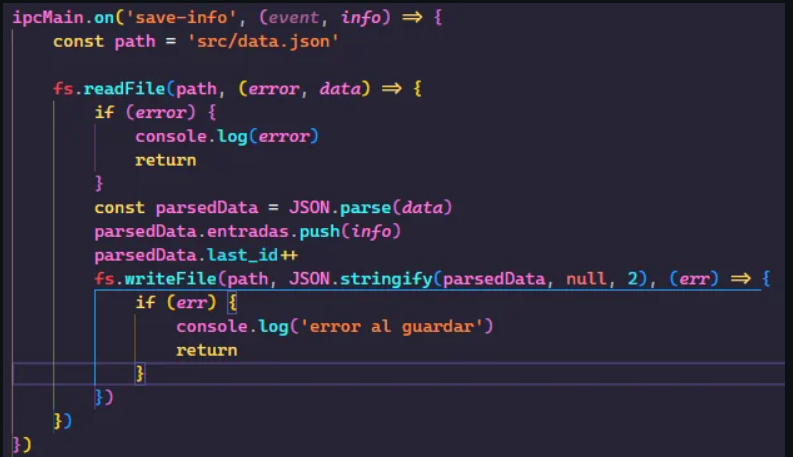 ipcMain.on('save-info', (event, info) => {
    const path = 'src/data.json'

    fs.readFile(path, (error, data) => {
        if (error) {
            console.log(error)
            return
        }
        const parsedData = JSON.parse(data)
        parsedData.entradas.push(info)
        parsedData.last_id++
        fs.writeFile(path, JSON.stringify(parsedData, null, 2), (err) => {
            if (err) {
                console.log('error al guardar')
                return
            }
        })
    })
})